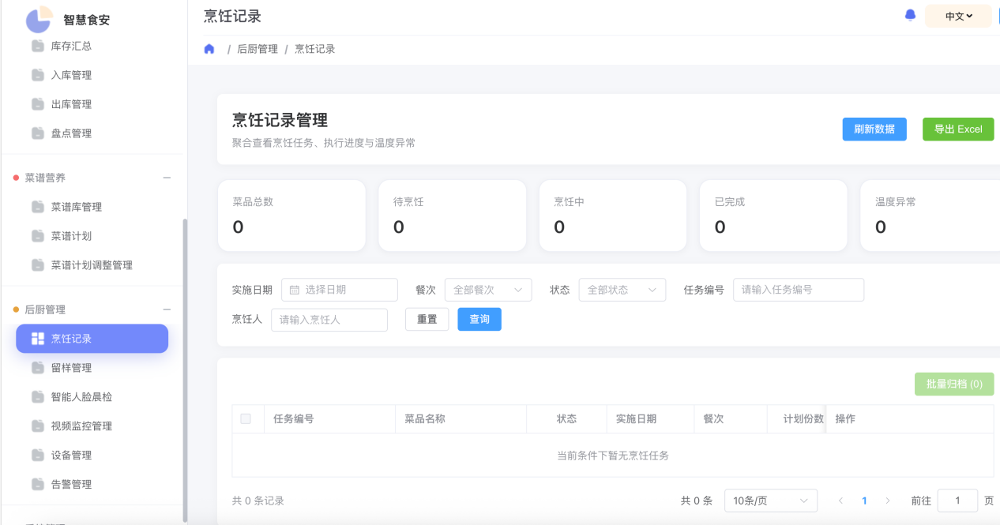 智慧食安
库存汇总
入库管理
出库管理
盘点管理
菜谱营养
菜谱库管理
菜谱计划
菜谱计划调整管理
后厨管理
烹饪记录
留样管理
智能人脸晨检
视频监控管理
设备管理
告警管理
烹饪记录
中文
/ 后厨管理 / 烹饪记录
烹饪记录管理
聚合查看烹饪任务、执行进度与温度异常
刷新数据 导出 Excel
菜品总数 待烹饪 烹饪中 已完成 温度异常
0 0 0 0 0
实施日期 选择日期 餐次 全部餐次 状态 全部状态 任务编号 请输入任务编号
烹饪人 请输入烹饪人 重置 查询
批量归档 (0)
任务编号 菜品名称 状态 实施日期 餐次 计划份数 操作
当前条件下暂无烹饪任务
共 0 条记录 共 0 条 10条/页 1 前往 1 页